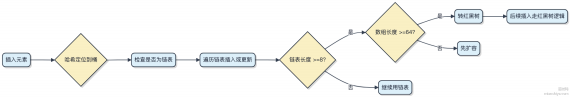 插入元素
哈希定位到桶
检查是否为链表
遍历链表插入或更新
链表长度 >=8?
是
否
数组长度 >=64?
继续用链表
是
否
转红黑树
先扩容
后续插入走红黑树逻辑